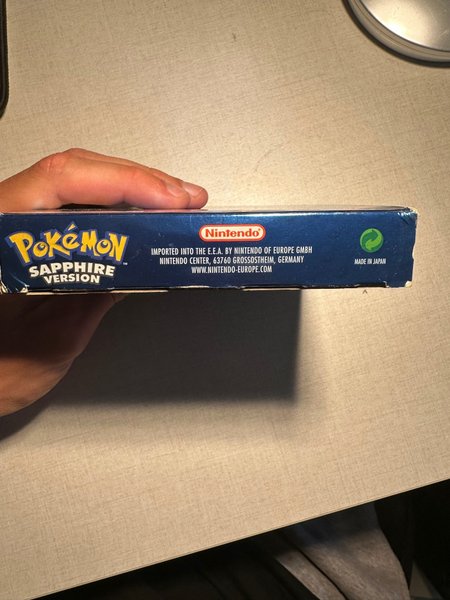 POKéMON
SAPPHIRE
VERSION
™
Nintendo®
IMPORTED INTO THE E.E.A. BY NINTENDO OF EUROPE GMBH
NINTENDO CENTER, 63760 GROSSOSTHEIM, GERMANY
WWW.NINTENDO-EUROPE.COM
MADE IN JAPAN